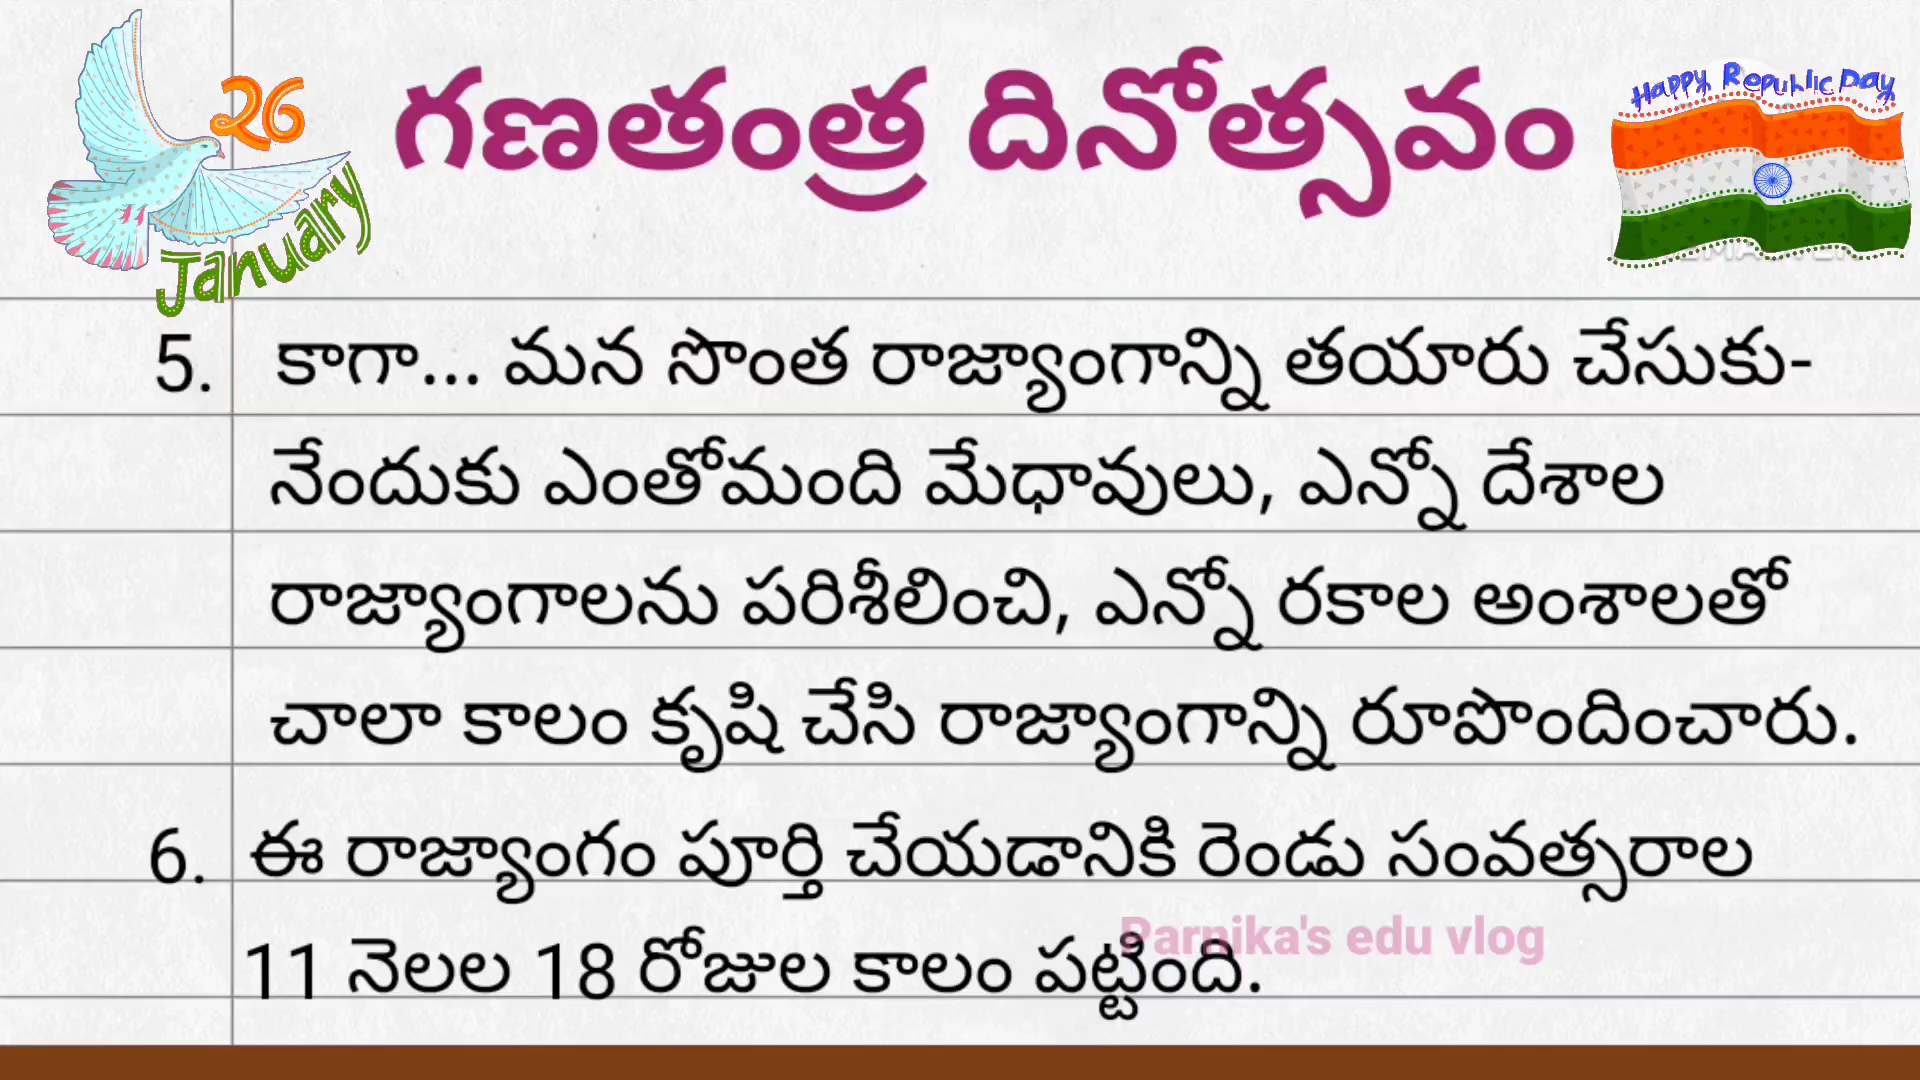 26
January
గణతంత్ర దినోత్సవం
Happy Republic Day
5. కాగా... మన సొంత రాజ్యాంగాన్ని తయారు చేసుకు-
నేందుకు ఎంతోమంది మేధావులు, ఎన్నో దేశాల
రాజ్యాంగాలను పరిశీలించి, ఎన్నో రకాల అంశాలతో
చాలా కాలం కృషి చేసి రాజ్యాంగాన్ని రూపొందించారు.
6. ఈ రాజ్యాంగం పూర్తి చేయడానికి రెండు సంవత్సరాల
11 నెలల 18 రోజుల కాలం పట్టింది.
Parnika's edu vlog